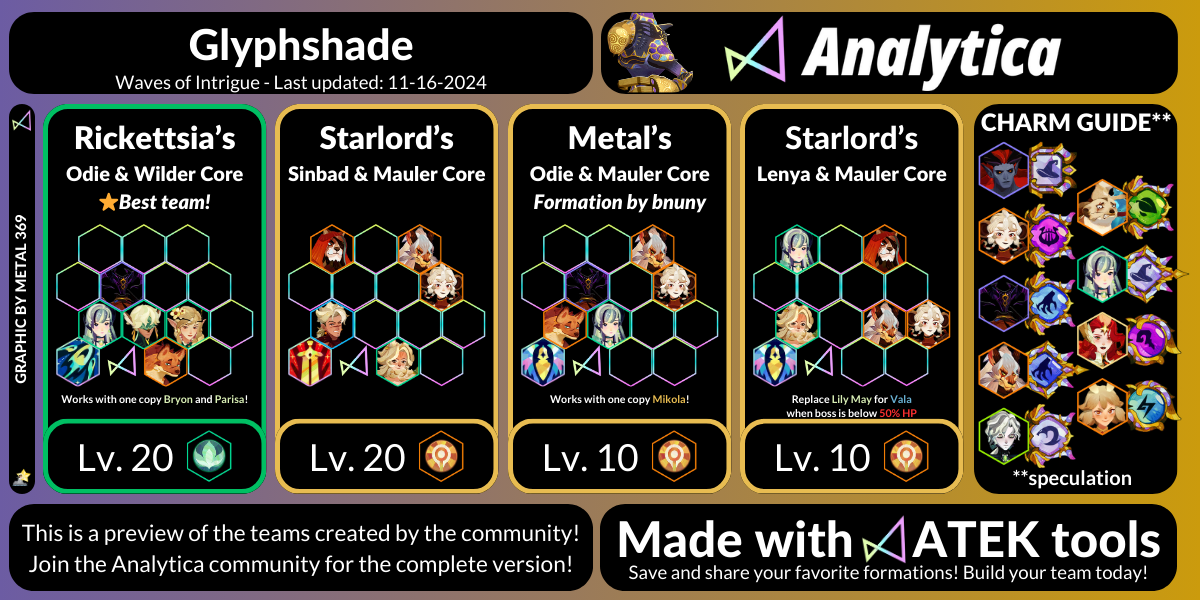 Glyphshade
Waves of Intrigue - Last updated: 11-16-2024
Analytica
GRAPHIC BY METAL 369
Rickettsia’s
Odie & Wilder Core
Best team!
Works with one copy Bryon and Parisa!
Lv. 20
Starlord’s
Sinbad & Mauler Core
Lv. 20
Metal’s
Odie & Mauler Core
Formation by bnuny
Works with one copy Mikola!
Lv. 10
Starlord’s
Lenya & Mauler Core
Replace Lily May for Vala
when boss is below 50% HP
Lv. 10
CHARM GUIDE**
**speculation
This is a preview of the teams created by the community!
Join the Analytica community for the complete version!
Made with ATEK tools
Save and share your favorite formations! Build your team today!